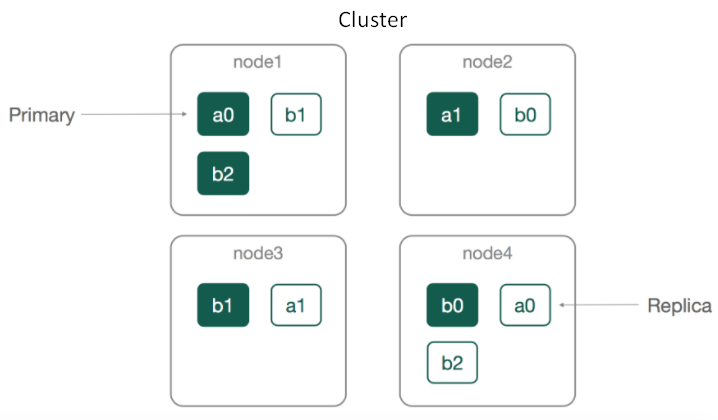 Cluster
node1
node2
Primary
a0
b1
a1
b0
b2
node3
node4
b1
a1
b0
a0
Replica
b2